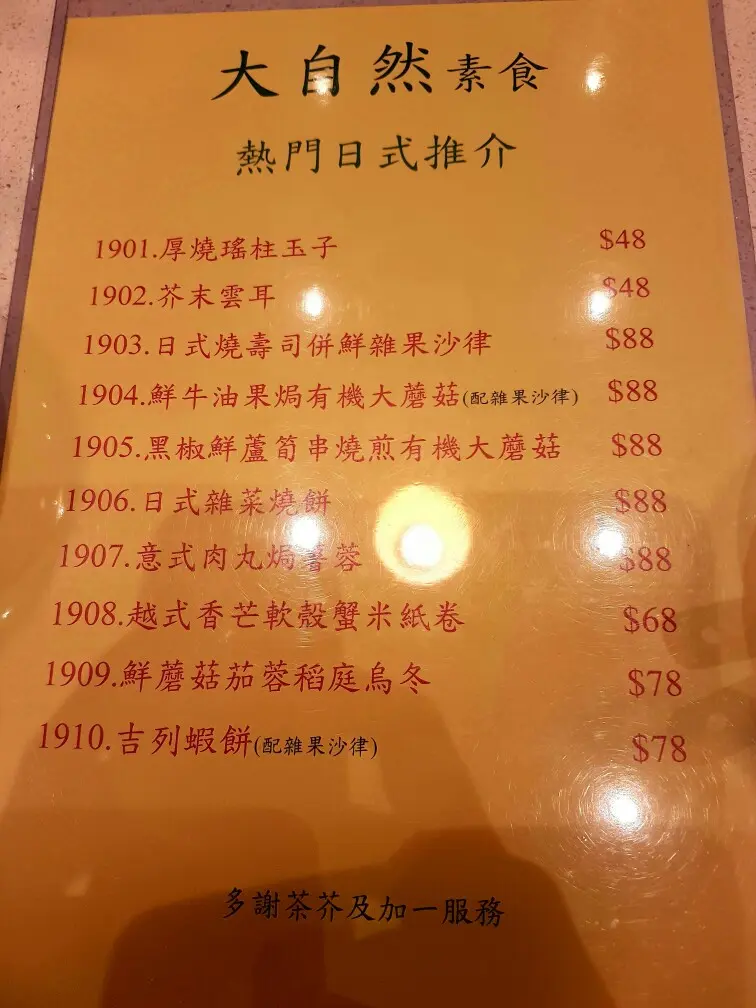 大自然素食
熱門日式推介
1901.厚燒瑤柱玉子 $48
1902.芥末雲耳 $48
1903.日式燒壽司併鮮雜果沙律 $88
1904.鮮牛油果焗有機大蘑菇(配雜果沙律) $88
1905.黑椒鮮蘆筍串燒煎有機大蘑菇 $88
1906.日式雜菜燒餅 $88
1907.意式肉丸焗薯蓉 $88
1908.越式香芒軟殼蟹米紙卷 $68
1909.鮮蘑菇茄蓉稻庭烏冬 $78
1910.吉列蝦餅(配雜果沙律) $78
多謝茶芥及加一服務